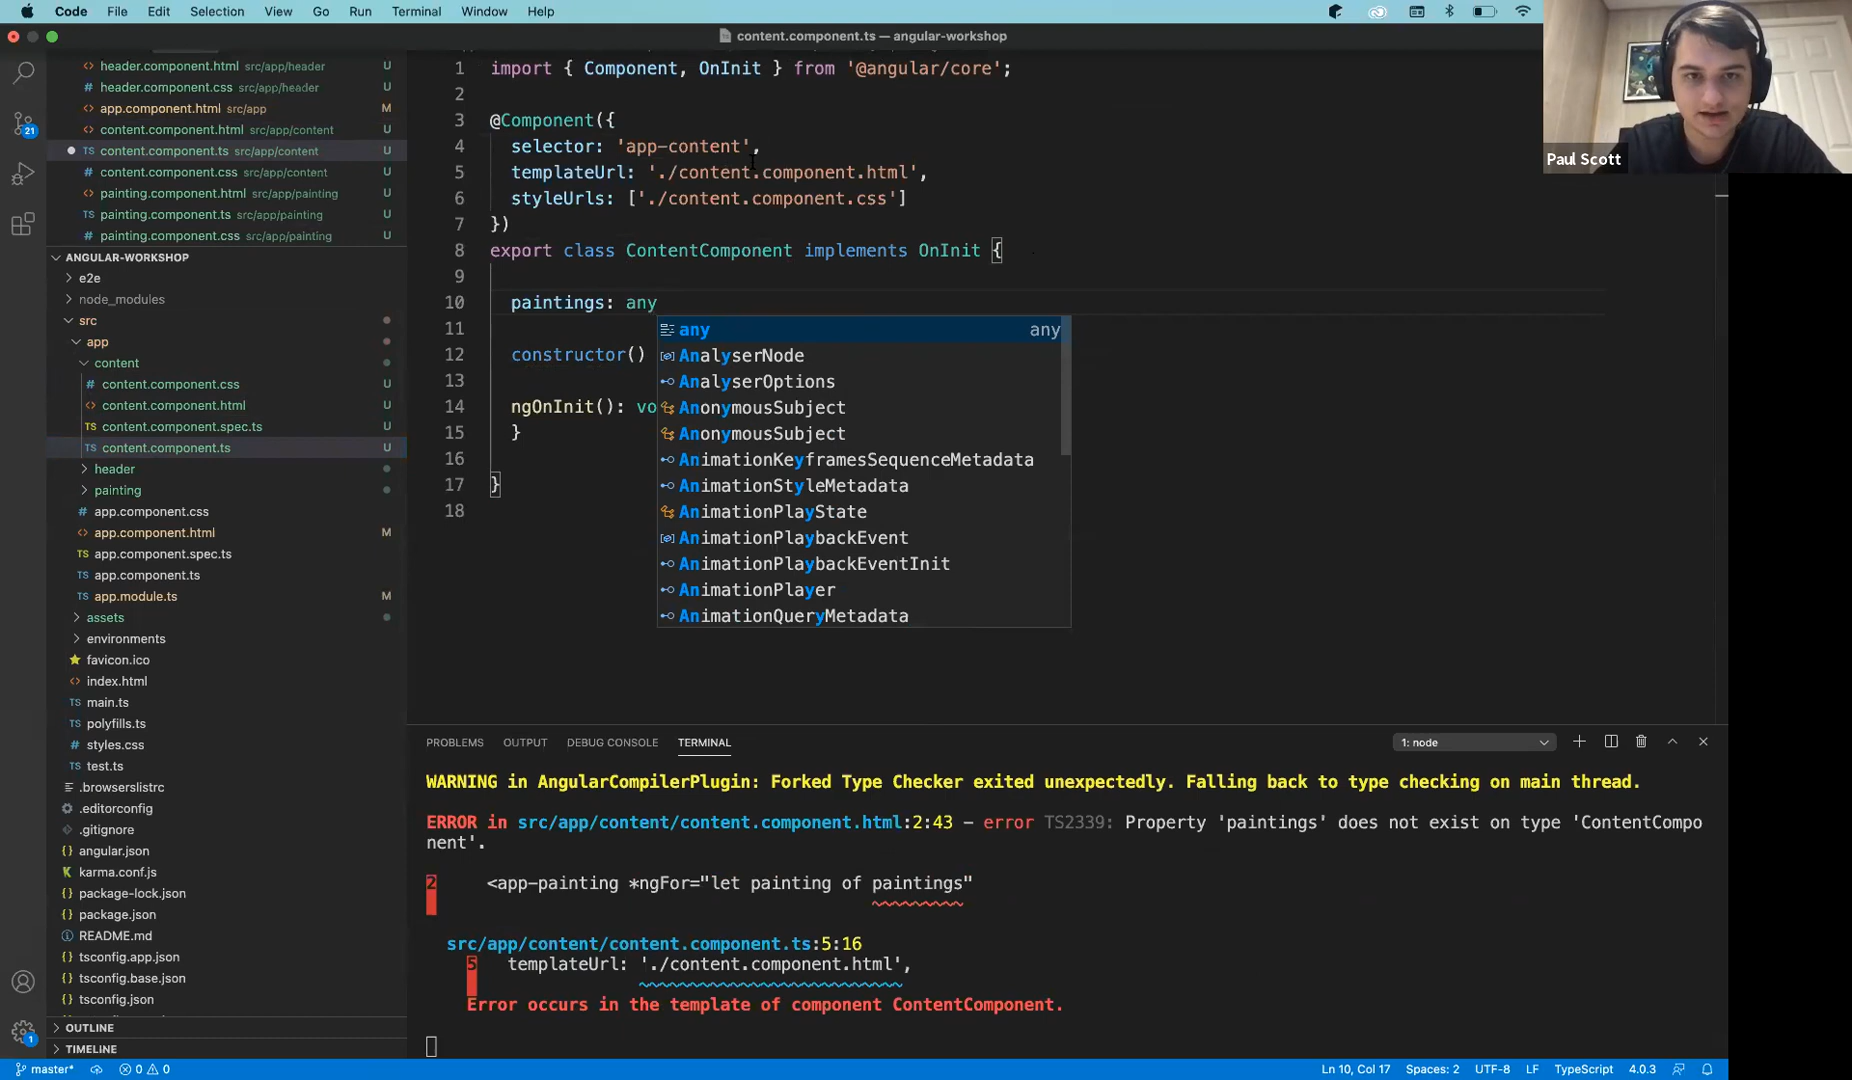 Code File Edit Selection View Go Run Terminal Window Help
content.component.ts — angular-workshop
Paul Scott
header.component.html src/app/header U
header.component.css src/app/header U
app.component.html src/app M
content.component.html src/app/content U
TS content.component.ts src/app/content U
# content.component.css src/app/content U
painting.component.html src/app/painting U
TS painting.component.ts src/app/painting U
# painting.component.css src/app/painting U
21
ANGULAR-WORKSHOP
e2e
node_modules
src
app
content
# content.component.css U
content.component.html U
TS content.component.spec.ts U
TS content.component.ts U
header
painting
# app.component.css
app.component.html M
TS app.component.spec.ts
TS app.component.ts
TS app.module.ts M
assets
environments
favicon.ico
index.html
TS main.ts
TS polyfills.ts
# styles.css
TS test.ts
.browserslistrc
.editorconfig
.gitignore
{} angular.json
karma.conf.js
{} package-lock.json
{} package.json
README.md
{} tsconfig.app.json
{} tsconfig.base.json
tsconfig.json
OUTLINE
TIMELINE
1 import { Component, OnInit } from '@angular/core';
2
3 @Component({
4 selector: 'app-content',
5 templateUrl: './content.component.html',
6 styleUrls: ['./content.component.css']
7 })
8 export class ContentComponent implements OnInit {
9
10 paintings: any
11
12 constructor()
13
14 ngOnInit(): vo
15 }
16
17 }
18
any any
AnalyserNode
AnalyserOptions
AnonymousSubject
AnonymousSubject
AnimationKeyframesSequenceMetadata
AnimationStyleMetadata
AnimationPlayState
AnimationPlaybackEvent
AnimationPlaybackEventInit
AnimationPlayer
AnimationQueryMetadata
PROBLEMS OUTPUT DEBUG CONSOLE TERMINAL 1: node
WARNING in AngularCompilerPlugin: Forked Type Checker exited unexpectedly. Falling back to type checking on main thread.
ERROR in src/app/content/content.component.html:2:43 - error TS2339: Property 'paintings' does not exist on type 'ContentCompo
nent'.
2 <app-painting *ngFor="let painting of paintings"
src/app/content/content.component.ts:5:16
5 templateUrl: './content.component.html',
Error occurs in the template of component ContentComponent.
1
master* 0 0 Ln 10, Col 17 Spaces: 2 UTF-8 LF TypeScript 4.0.3